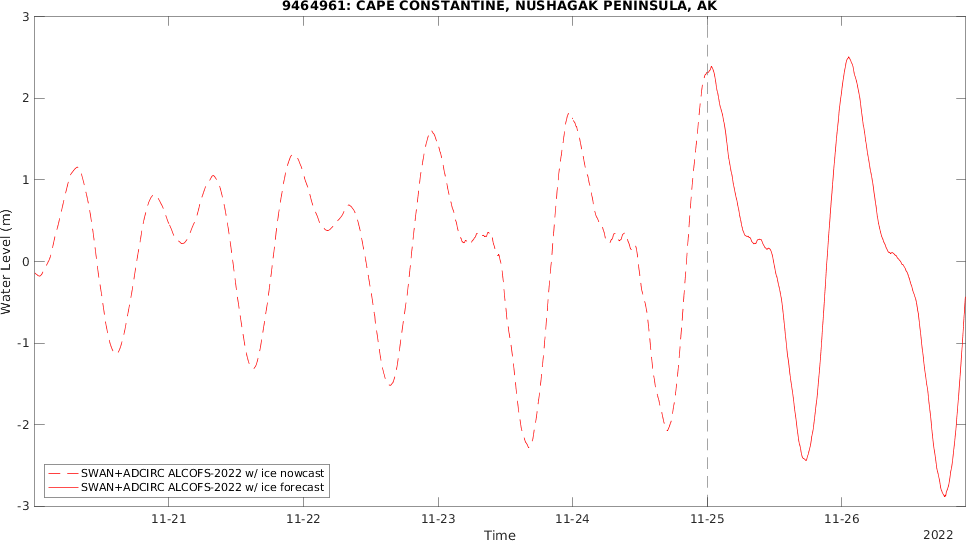 9464961: CAPE CONSTANTINE, NUSHAGAK PENINSULA, AK
3
2
1
0
-1
-2
-3
Water Level (m)
SWAN+ADCIRC ALCOFS-2022 w/ ice nowcast
SWAN+ADCIRC ALCOFS-2022 w/ ice forecast
11-21 11-22 11-23 11-24 11-25 11-26
Time
2022